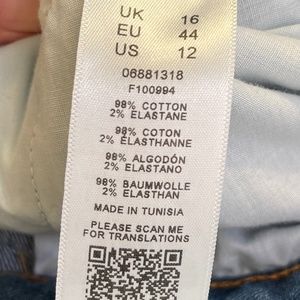 UK 16
EU 44
US 12
06881318
F100994
98% COTTON
2% ELASTANE
98% COTON
2% ÉLASTHANNE
98% ALGODÓN
2% ELASTANO
98% BAUMWOLLE
2% ELASTHAN
MADE IN TUNISIA
PLEASE SCAN ME
FOR TRANSLATIONS